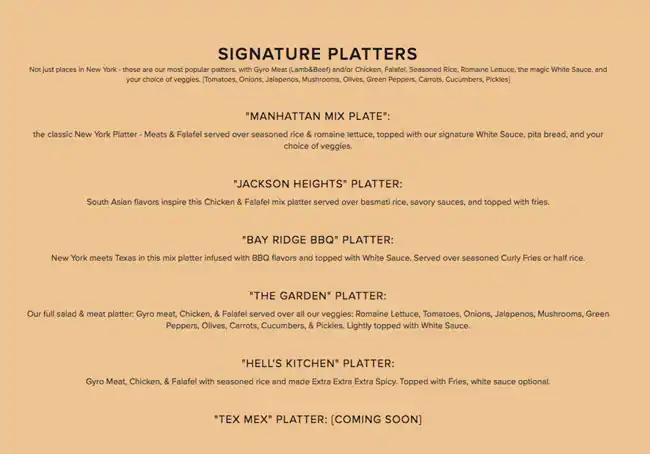 SIGNATURE PLATTERS
Not just places in New York - these are our most popular platters, with Gyro Meat (Lamb&Beef) and/or Chicken, Falafel, Seasoned Rice, Romaine Lettuce, the magic White Sauce, and
your choice of veggies. [Tomatoes, Onions, Jalapenos, Mushrooms, Olives, Green Peppers, Carrots, Cucumbers, Pickles]
"MANHATTAN MIX PLATE":
the classic New York Platter - Meats & Falafel served over seasoned rice & romaine lettuce, topped with our signature White Sauce, pita bread, and your
choice of veggies.
"JACKSON HEIGHTS" PLATTER:
South Asian flavors inspire this Chicken & Falafel mix platter served over basmati rice, savory sauces, and topped with fries.
"BAY RIDGE BBQ" PLATTER:
New York meets Texas in this mix platter infused with BBQ flavors and topped with White Sauce. Served over seasoned Curly Fries or half rice.
"THE GARDEN" PLATTER:
Our full salad & meat platter: Gyro meat, Chicken, & Falafel served over all our veggies: Romaine Lettuce, Tomatoes, Onions, Jalapenos, Mushrooms, Green
Peppers, Olives, Carrots, Cucumbers, & Pickles. Lightly topped with White Sauce.
"HELL'S KITCHEN" PLATTER:
Gyro Meat, Chicken, & Falafel with seasoned rice and made Extra Extra Extra Spicy. Topped with Fries, white sauce optional.
"TEX MEX" PLATTER: [COMING SOON]